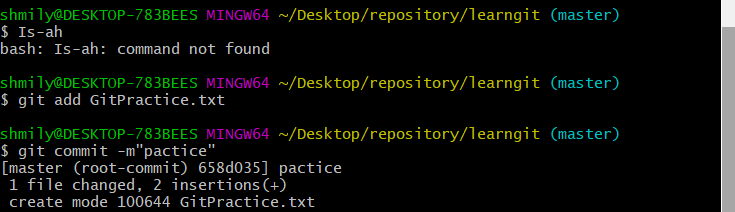 shmily@DESKTOP-783BEES MINGW64 ~/Desktop/repository/learngit (master)
$ Is-ah
bash: Is-ah: command not found
shmily@DESKTOP-783BEES MINGW64 ~/Desktop/repository/learngit (master)
$ git add GitPractice.txt
shmily@DESKTOP-783BEES MINGW64 ~/Desktop/repository/learngit (master)
$ git commit -m"pactice"
[master (root-commit) 658d035] pactice
 1 file changed, 2 insertions(+)
 create mode 100644 GitPractice.txt